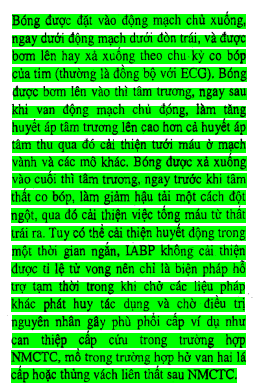 Bóng được đặt vào động mạch chủ xuống,
ngay dưới động mạch dưới đòn trái, và được
bơm lên hay xả xuống theo chu kỳ co bóp
của tim (thường là đồng bộ với ECG). Bóng
được bơm lên vào thì tâm trương, ngay sau
khi van động mạch chủ đóng, làm tăng
huyết áp tâm trương lên cao hơn cả huyết áp
tâm thu qua đó cải thiện tưới máu ở mạch
vành và các mô khác. Bóng được xả xuống
vào cuối thì tâm trương, ngay trước khi tâm
thất co bóp, làm giảm hậu tải một cách đột
ngột, qua đó cải thiện việc tống máu từ thất
trái ra. Tuy có thể cải thiện huyết động trong
một thời gian ngắn, IABP không cải thiện
được tỉ lệ tử vong nên chỉ là biện pháp hỗ
trợ tạm thời trong khi chờ các liệu pháp
khác phát huy tác dụng và chờ điều trị
nguyên nhân gây phù phổi cấp ví dụ như
can thiệp cấp cứu trong trường hợp
NMCTC, mổ trong trường hợp hở van hai lá
cấp hoặc thủng vách liên thất sau NMCTC.